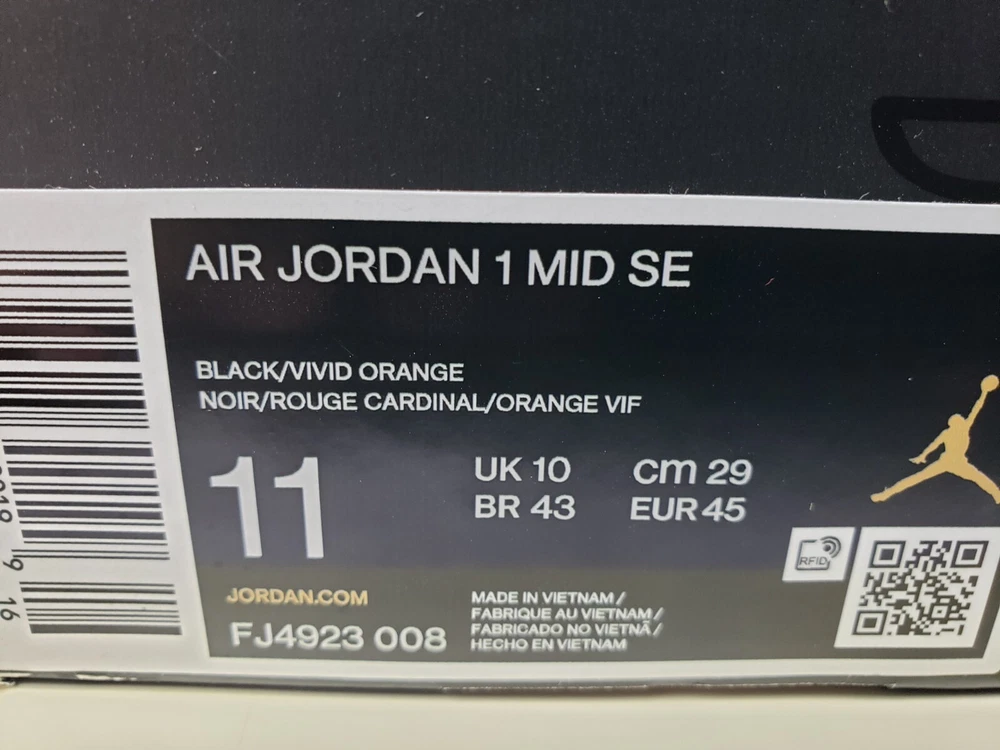 AIR JORDAN 1 MID SE
BLACK/VIVID ORANGE
NOIR/ROUGE CARDINAL/ORANGE VIF
11
UK 10
cm 29
BR 43
EUR 45
RFID
JORDAN.COM
FJ4923 008
MADE IN VIETNAM /
FABRIQUE AU VIETNAM /
FABRICADO NO VIETNÃ /
HECHO EN VIETNAM
9 16